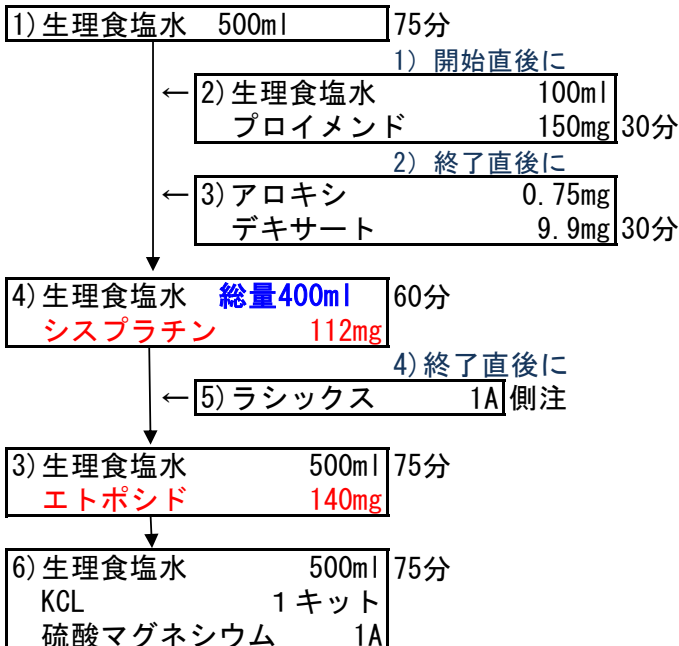 1)生理食塩水 500ml 75分
1) 開始直後に
← 2)生理食塩水 100ml
プロイメンド 150mg 30分
2) 終了直後に
← 3)アロキシ 0.75mg
デキサート 9.9mg 30分
4)生理食塩水 総量400ml 60分
シスプラチン 112mg
4)終了直後に
← 5)ラシックス 1A 側注
3)生理食塩水 500ml 75分
エトポシド 140mg
6)生理食塩水 500ml 75分
KCL 1キット
硫酸マグネシウム 1A